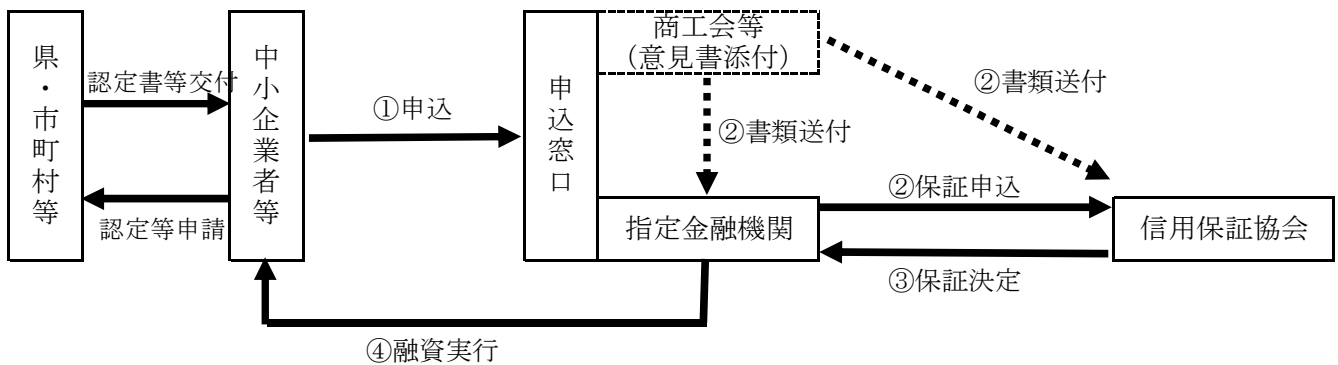 県・市町村等
認定書等交付
認定等申請
中小企業者等
①申込
申込窓口
商工会等
（意見書添付）
②書類送付
②書類送付
指定金融機関
②保証申込
③保証決定
信用保証協会
④融資実行